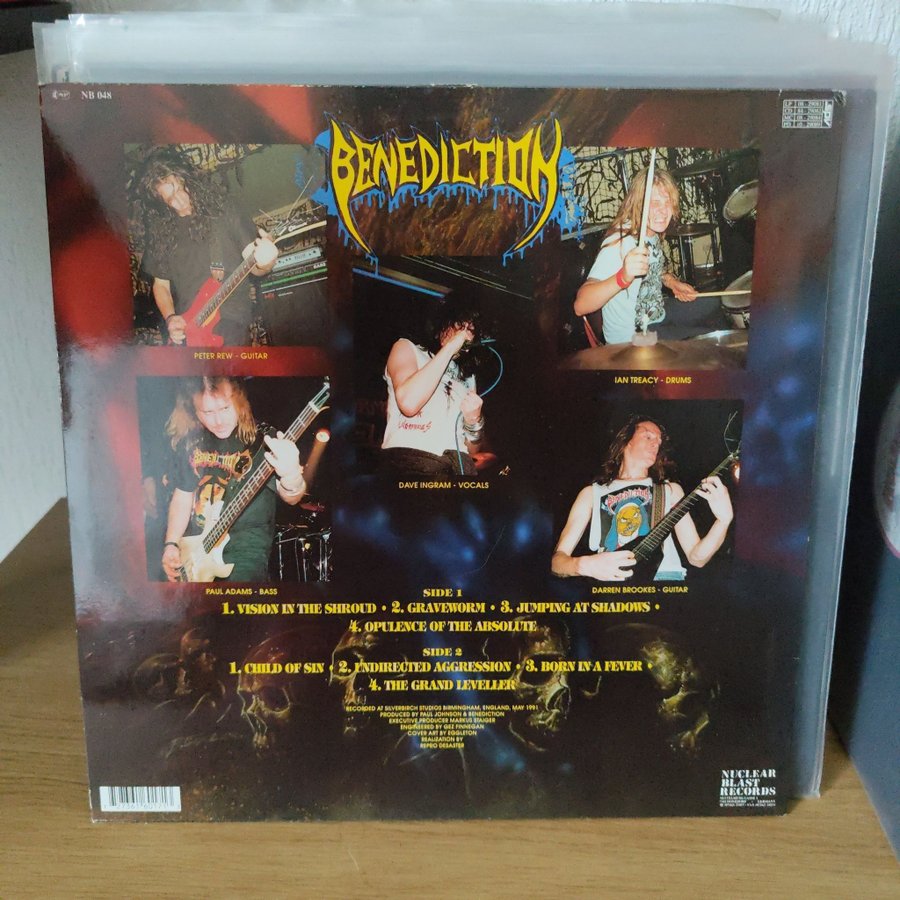 NB 048
BENEDICTION
PETER REW - GUITAR
IAN TREACY - DRUMS
DAVE INGRAM - VOCALS
PAUL ADAMS - BASS
DARREN BROOKES - GUITAR
SIDE 1
1. VISION IN THE SHROUD • 2. GRAVEWORM • 3. JUMPING AT SHADOWS •
4. OPULENCE OF THE ABSOLUTE
SIDE 2
1. CHILD OF SIN • 2. UNDIRECTED AGGRESSION • 3. BORN IN A FEVER •
4. THE GRAND LEVELLER
RECORDED AT SILVERBIRCH STUDIOS BIRMINGHAM, ENGLAND, MAY 1991
PRODUCED BY PAUL JOHNSON & BENEDICTION
EXECUTIVE PRODUCER MARKUS STAIGER
ENGINEERED BY GEZ FINNEGAN
COVER ART BY EGGLETON
REALIZATION BY
REPRO DESASTER
NUCLEAR
BLAST
RECORDS